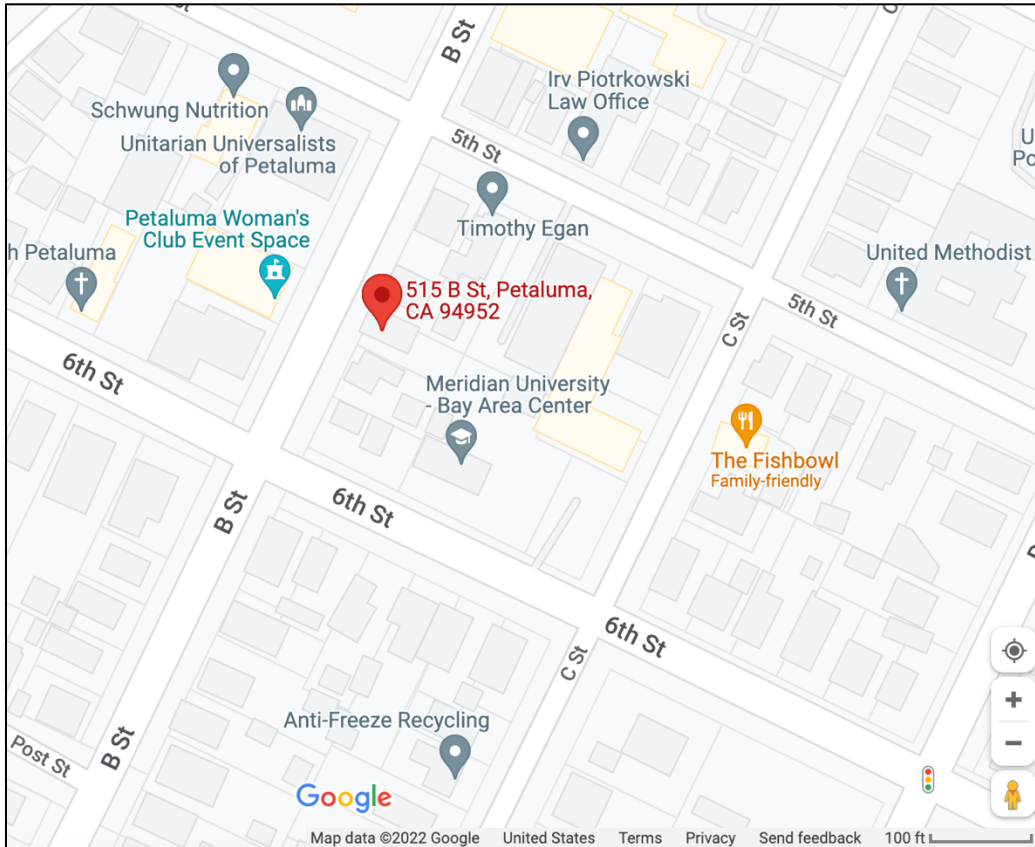 St
B St
C
Schwung Nutrition
Irv Piotrkowski
Law Office
Unitarian Universalists
of Petaluma
5th St
U
Po
Petaluma Woman's
Club Event Space
Timothy Egan
h Petaluma
United Methodist
515 B St, Petaluma,
CA 94952
5th St
C St
6th St
Meridian University
- Bay Area Center
The Fishbowl
Family-friendly
B St
6th St
6th St
C St
Anti-Freeze Recycling
Post St
B St
Google
Map data ©2022 Google United States Terms Privacy Send feedback 100 ft